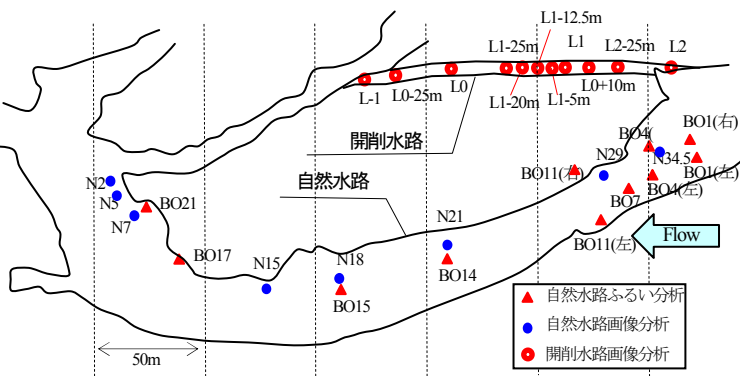 L1-12.5m
L1-25m
L1
L2-25m
L2
L-1
L0-25m
L0
L1-20m
L1-5m
L0+10m
開削水路
自然水路
BO4(
BO1(右)
N29
N34.5
BO11(右)
BO1(左)
BO4(左)
BO7
BO11(左)
Flow
N2
N5
N7
BO21
BO17
N15
N18
BO15
N21
BO14
50m
自然水路ふるい分析
自然水路画像分析
開削水路画像分析